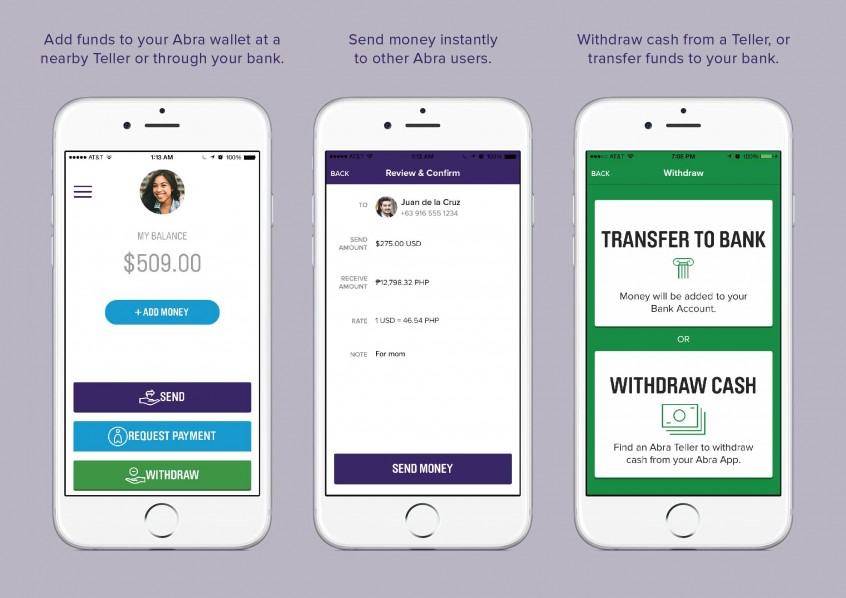 Add funds to your Abra wallet at a
nearby Teller or through your bank.
AT&T
1:13 AM
100%
MY BALANCE
$509.00
+ ADD MONEY
SEND
REQUEST PAYMENT
WITHDRAW
Send money instantly
to other Abra users.
AT&T
1:13 AM
100%
BACK
Review & Confirm
TO
Juan de la Cruz
+63 916 555 1234
SEND
AMOUNT
$275.00 USD
RECEIVE
AMOUNT
₱12,798.32 PHP
RATE
1 USD = 46.54 PHP
NOTE
For mom
SEND MONEY
Withdraw cash from a Teller, or
transfer funds to your bank.
AT&T
7:05 PM
100%
BACK
Withdraw
TRANSFER TO BANK
Money will be added to your
Bank Account.
OR
WITHDRAW CASH
Find an Abra Teller to withdraw
cash from your Abra App.